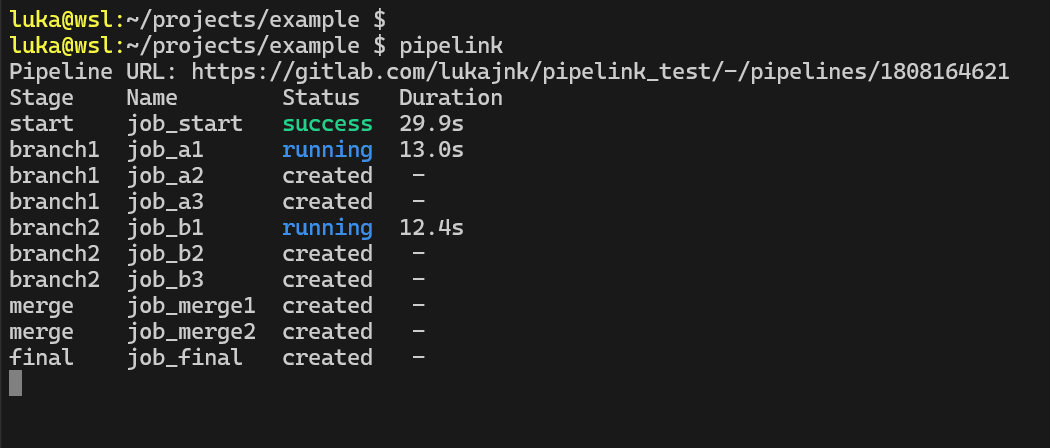 luka@wsl:~/projects/example $
luka@wsl:~/projects/example $ pipelink
Pipeline URL: https://gitlab.com/lukajnk/pipelink_test/-/pipelines/1808164621
Stage    Name        Status   Duration
start    job_start   success  29.9s
branch1  job_a1      running  13.0s
branch1  job_a2      created   -
branch1  job_a3      created   -
branch2  job_b1      running  12.4s
branch2  job_b2      created   -
branch2  job_b3      created   -
merge    job_merge1  created   -
merge    job_merge2  created   -
final    job_final   created   -